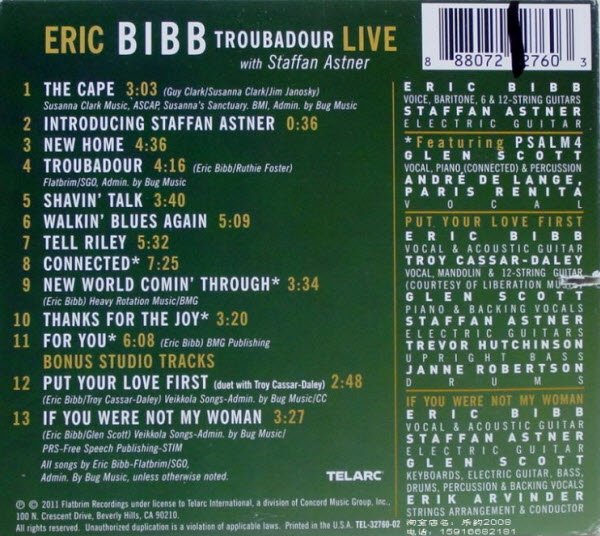 ERIC BIBB TROUBADOUR LIVE
with Staffan Astner
8 88072 32760 3
1 THE CAPE 3:03 (Guy Clark/Susanna Clark/Jim Janosky)
Susanna Clark Music, ASCAP, Susanna's Sanctuary. BMI, Admin. by Bug Music
2 INTRODUCING STAFFAN ASTNER 0:36
3 NEW HOME 4:36
4 TROUBADOUR 4:16 (Eric Bibb/Ruthie Foster)
Flatbrim/SGO, Admin. by Bug Music
5 SHAVIN' TALK 3:40
6 WALKIN' BLUES AGAIN 5:09
7 TELL RILEY 5:32
8 CONNECTED* 7:25
9 NEW WORLD COMIN' THROUGH* 3:34
(Eric Bibb) Heavy Rotation Music/BMG
10 THANKS FOR THE JOY* 3:20
11 FOR YOU* 6:08 (Eric Bibb) BMG Publishing
BONUS STUDIO TRACKS
12 PUT YOUR LOVE FIRST (duet with Troy Cassar-Daley) 2:48
(Eric Bibb/Troy Cassar-Daley) Veikkola Songs-Admin. by Bug Music/CC
13 IF YOU WERE NOT MY WOMAN 3:27
(Eric Bibb/Glen Scott) Veikkola Songs-Admin. by Bug Music/
PRS-Free Speech Publishing-STIM
All songs by Eric Bibb-Flatbrim/SGO,
Admin. By Bug Music, unless otherwise noted.
TELARC
℗ © 2011 Flatbrim Recordings under license to Telarc International, a division of Concord Music Group, Inc.,
100 N. Crescent Drive, Beverly Hills, CA 90210.
All rights reserved. Unauthorized duplication is a violation of applicable laws. Printed in the U.S.A. TEL-32760-02
ERIC BIBB
VOICE, BARITONE, 6 & 12-STRING GUITARS
STAFFAN ASTNER
ELECTRIC GUITAR
*Featuring PSALM4
GLEN SCOTT
VOCAL, PIANO (CONNECTED) & PERCUSSION
ANDRÉ DE LANGE,
PARIS RENITA
VOCAL
PUT YOUR LOVE FIRST
ERIC BIBB
VOCAL & ACOUSTIC GUITAR
TROY CASSAR-DALEY
VOCAL, MANDOLIN & 12-STRING GUITAR
(COURTESY OF LIBERATION MUSIC)
GLEN SCOTT
PIANO & BACKING VOCALS
STAFFAN ASTNER
ELECTRIC GUITARS
TREVOR HUTCHINSON
UPRIGHT BASS
JANNE ROBERTSON
DRUMS
IF YOU WERE NOT MY WOMAN
ERIC BIBB
VOCAL & ACOUSTIC GUITAR
STAFFAN ASTNER
ELECTRIC GUITAR
GLEN SCOTT
KEYBOARDS, ELECTRIC GUITAR, BASS,
DRUMS, PERCUSSION & BACKING VOCALS
ERIK ARVINDER
STRINGS ARRANGEMENT & CONDUCTOR
淘宝店名: 乐韵2008
电话: 15916682181